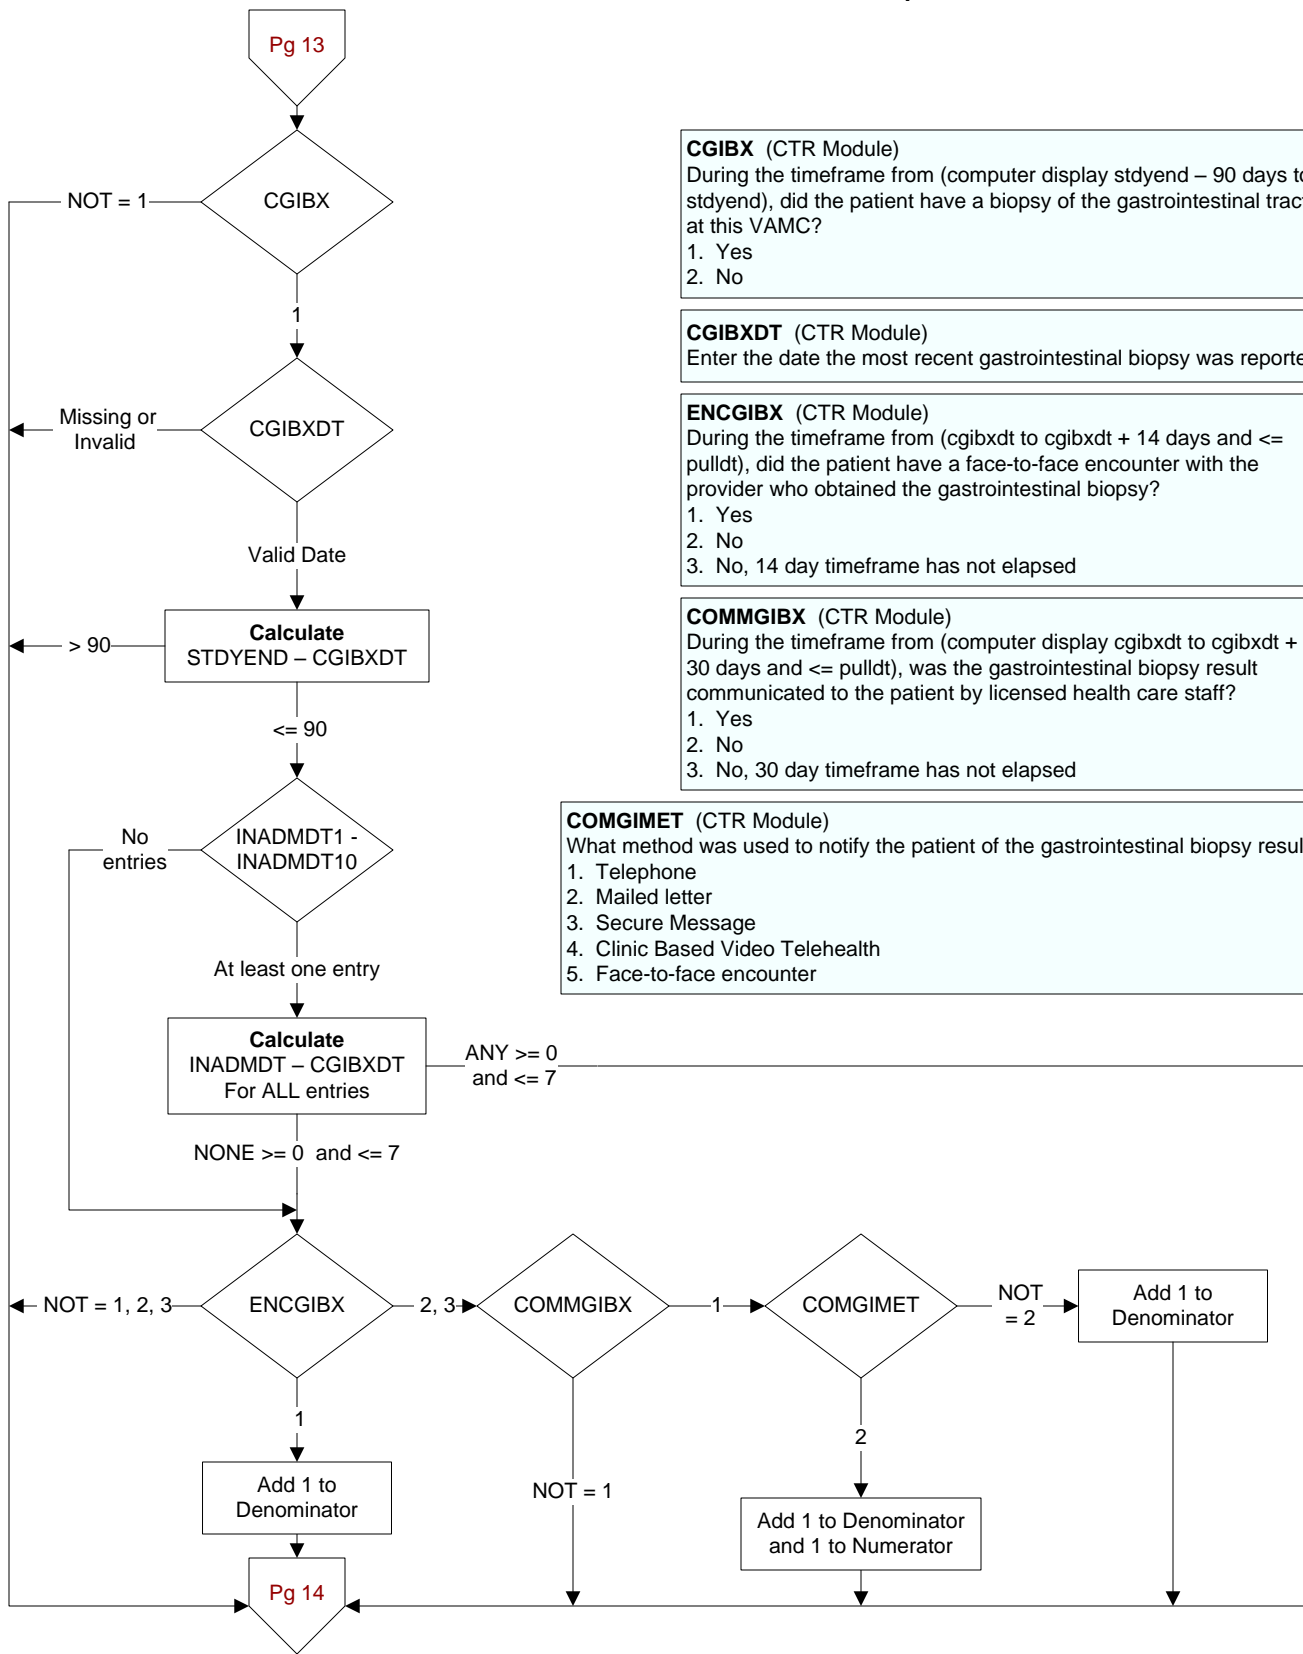 Pg 13
CGIBX
NOT = 1
1
CGIBXDT
Missing or
Invalid
Valid Date
Calculate
STDYEND – CGIBXDT
> 90
<= 90
INADMDT1 -
INADMDT10
No
entries
At least one entry
Calculate
INADMDT – CGIBXDT
For ALL entries
ANY >= 0
and <= 7
NONE >= 0 and <= 7
CGIBX (CTR Module)
During the timeframe from (computer display stdyend – 90 days to
stdyend), did the patient have a biopsy of the gastrointestinal tract
at this VAMC?
1. Yes
2. No
CGIBXDT (CTR Module)
Enter the date the most recent gastrointestinal biopsy was reporte
ENCGIBX (CTR Module)
During the timeframe from (cgibxdt to cgibxdt + 14 days and <=
pulldt), did the patient have a face-to-face encounter with the
provider who obtained the gastrointestinal biopsy?
1. Yes
2. No
3. No, 14 day timeframe has not elapsed
COMMGIBX (CTR Module)
During the timeframe from (computer display cgibxdt to cgibxdt +
30 days and <= pulldt), was the gastrointestinal biopsy result
communicated to the patient by licensed health care staff?
1. Yes
2. No
3. No, 30 day timeframe has not elapsed
COMGIMET (CTR Module)
What method was used to notify the patient of the gastrointestinal biopsy resul
1. Telephone
2. Mailed letter
3. Secure Message
4. Clinic Based Video Telehealth
5. Face-to-face encounter
NOT = 1, 2, 3
ENCGIBX
2, 3
COMMGIBX
1
COMGIMET
NOT
= 2
Add 1 to
Denominator
1
Add 1 to
Denominator
NOT = 1
2
Add 1 to Denominator
and 1 to Numerator
Pg 14